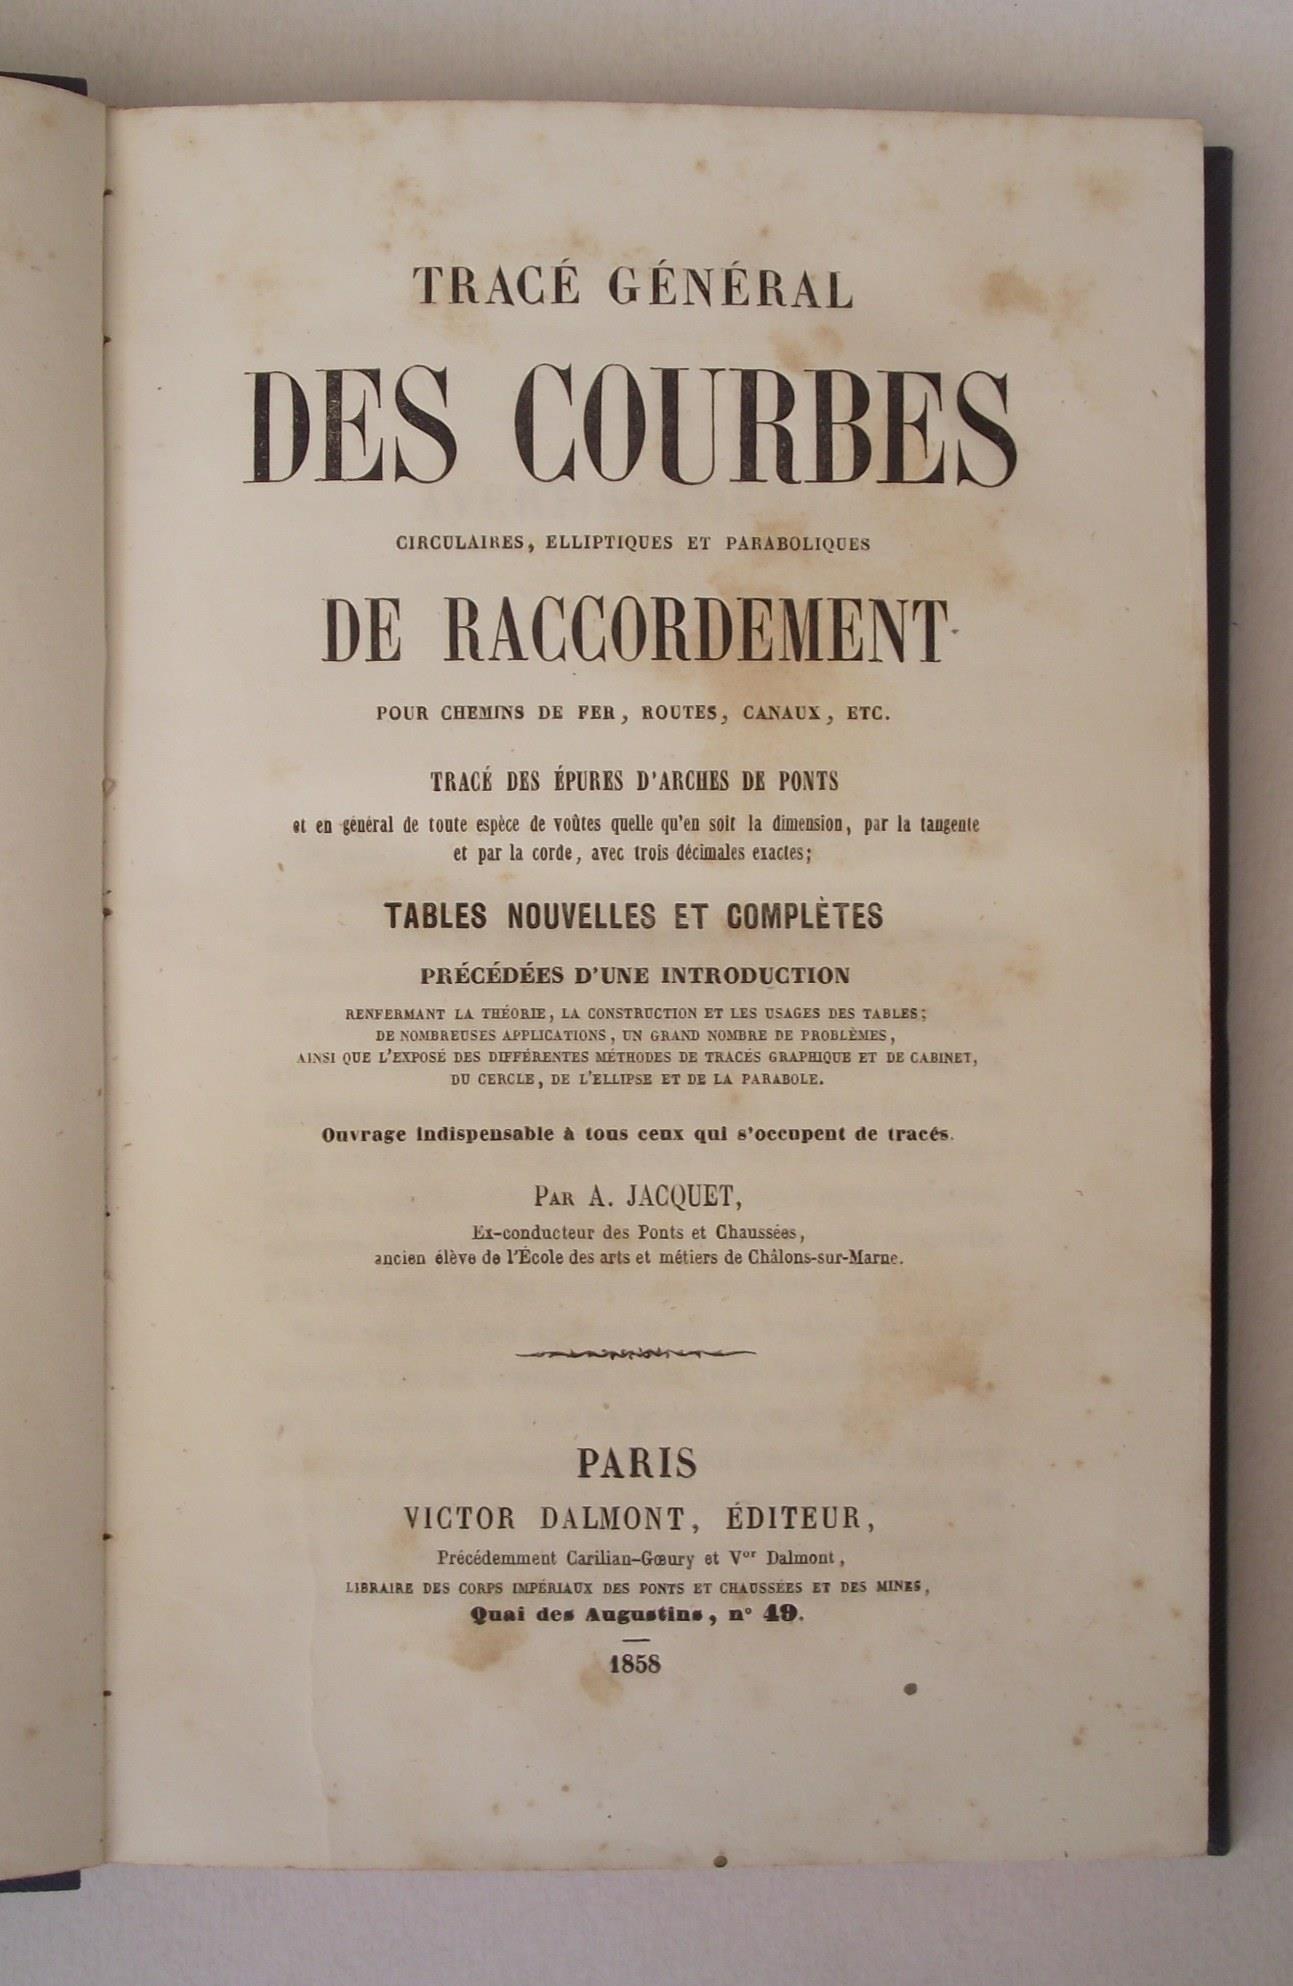 TRACÉ GÉNÉRAL
DES COURBES
CIRCULAIRES, ELLIPTIQUES ET PARABOLIQUES
DE RACCORDEMENT
POUR CHEMINS DE FER, ROUTES, CANAUX, ETC.
TRACÉ DES ÉPURES D'ARCHES DE PONTS
et en général de toute espèce de voûtes quelle qu'en soit la dimension, par la tangente
et par la corde, avec trois décimales exactes;
TABLES NOUVELLES ET COMPLÈTES
PRÉCÉDÉES D'UNE INTRODUCTION
RENFERMANT LA THÉORIE, LA CONSTRUCTION ET LES USAGES DES TABLES;
DE NOMBREUSES APPLICATIONS, UN GRAND NOMBRE DE PROBLÈMES,
AINSI QUE L'EXPOSÉ DES DIFFÉRENTES MÉTHODES DE TRACÉS GRAPHIQUE ET DE CABINET,
DU CERCLE, DE L'ELLIPSE ET DE LA PARABOLE.
Ouvrage indispensable à tous ceux qui s'occupent de tracés.
PAR A. JACQUET,
Ex-conducteur des Ponts et Chaussées,
ancien élève de l'École des arts et métiers de Châlons-sur-Marne.
PARIS
VICTOR DALMONT, ÉDITEUR,
Précédemment Carilian-Gœury et Vor Dalmont,
LIBRAIRE DES CORPS IMPÉRIAUX DES PONTS ET CHAUSSÉES ET DES MINES,
Quai des Augustins, n° 49.
1858